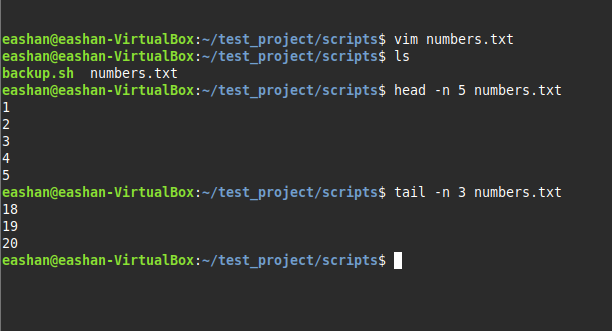 eashan@eashan-VirtualBox:~/test_project/scripts$ vim numbers.txt
eashan@eashan-VirtualBox:~/test_project/scripts$ ls
backup.sh  numbers.txt
eashan@eashan-VirtualBox:~/test_project/scripts$ head -n 5 numbers.txt
1
2
3
4
5
eashan@eashan-VirtualBox:~/test_project/scripts$ tail -n 3 numbers.txt
18
19
20
eashan@eashan-VirtualBox:~/test_project/scripts$